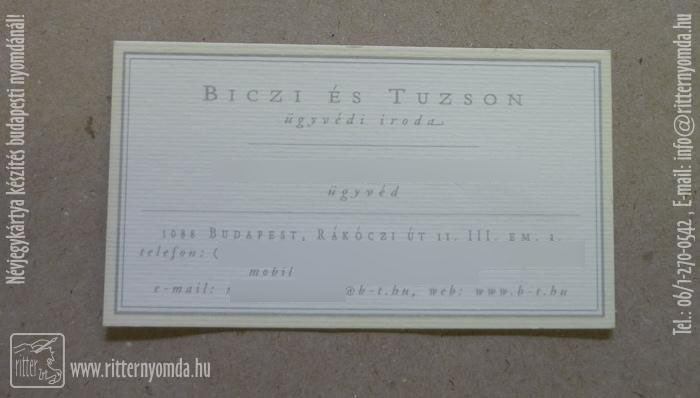 Névjegykártya készítés budapesti nyomdánál!
BICZI ÉS TUZSON
ügyvédi iroda
ügyvéd
1088 BUDAPEST, RÁKÓCZI ÚT 11. III. EM. 1.
telefon: (
mobil
e-mail: @b-t.hu, web: www.b-t.hu
Tel.: 06/1-270-0542 E-mail: info@ritternyomda.hu
ritter
www.ritternyomda.hu